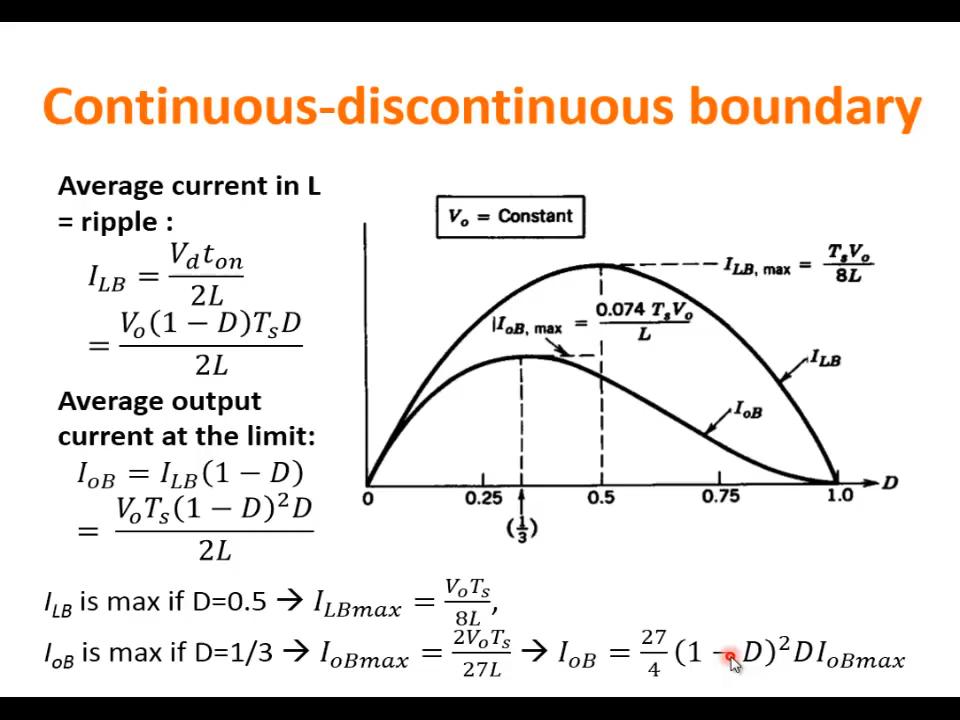 Continuous-discontinuous boundary
Average current in L
= ripple :
I_LB = V_d t_on / 2L
= V_o(1 − D)T_s D / 2L
Average output
current at the limit:
I_oB = I_LB(1 − D)
= V_o T_s(1 − D)²D / 2L
V_o = Constant
I_LB, max = T_s V_o / 8L
I_oB, max = 0.074 T_s V_o / L
I_LB
I_oB
0 0.25 0.5 0.75 1.0 D
(1/3)
I_LB is max if D=0.5 → I_LBmax = V_o T_s / 8L,
I_oB is max if D=1/3 → I_oBmax = 2V_o T_s / 27L → I_oB = 27/4 (1 − D)²D I_oBmax